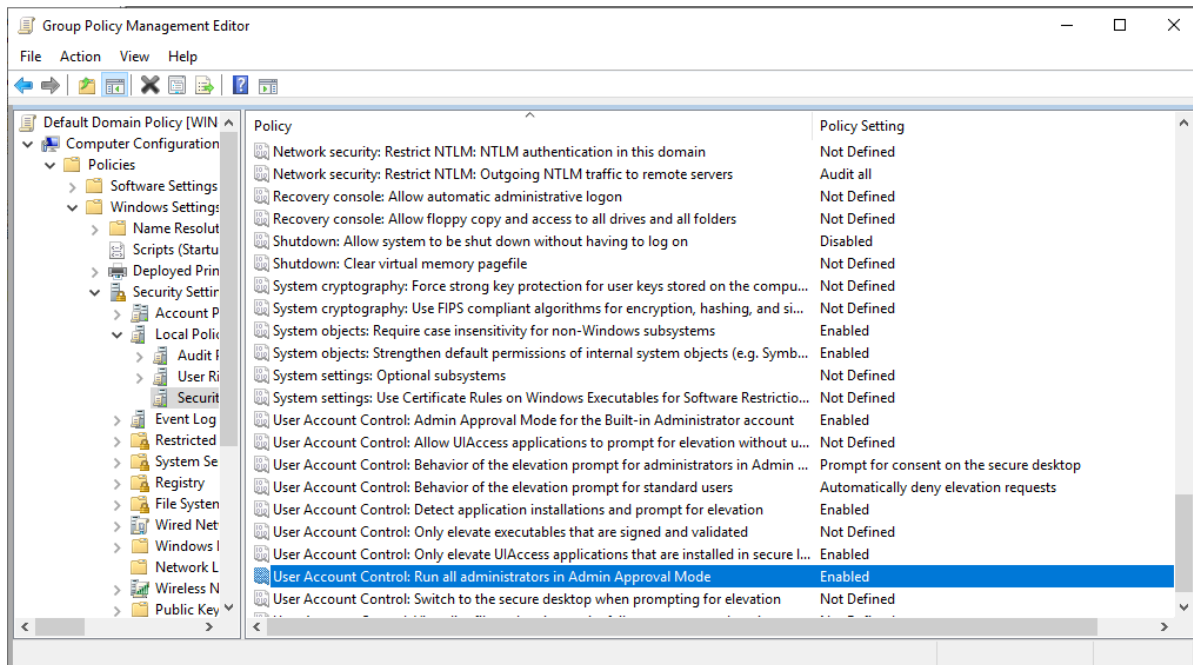 Group Policy Management Editor
File Action View Help
Default Domain Policy [WIN
Computer Configuration
Policies
Software Settings
Windows Settings
Name Resolut
Scripts (Startu
Deployed Prin
Security Settin
Account P
Local Polic
Audit P
User Ri
Securit
Event Log
Restricted
System Se
Registry
File System
Wired Net
Windows
Network L
Wireless N
Public Key
Policy Policy Setting
Network security: Restrict NTLM: NTLM authentication in this domain Not Defined
Network security: Restrict NTLM: Outgoing NTLM traffic to remote servers Audit all
Recovery console: Allow automatic administrative logon Not Defined
Recovery console: Allow floppy copy and access to all drives and all folders Not Defined
Shutdown: Allow system to be shut down without having to log on Disabled
Shutdown: Clear virtual memory pagefile Not Defined
System cryptography: Force strong key protection for user keys stored on the compu... Not Defined
System cryptography: Use FIPS compliant algorithms for encryption, hashing, and si... Not Defined
System objects: Require case insensitivity for non-Windows subsystems Enabled
System objects: Strengthen default permissions of internal system objects (e.g. Symb... Enabled
System settings: Optional subsystems Not Defined
System settings: Use Certificate Rules on Windows Executables for Software Restrictio... Not Defined
User Account Control: Admin Approval Mode for the Built-in Administrator account Enabled
User Account Control: Allow UIAccess applications to prompt for elevation without u... Not Defined
User Account Control: Behavior of the elevation prompt for administrators in Admin ... Prompt for consent on the secure desktop
User Account Control: Behavior of the elevation prompt for standard users Automatically deny elevation requests
User Account Control: Detect application installations and prompt for elevation Enabled
User Account Control: Only elevate executables that are signed and validated Not Defined
User Account Control: Only elevate UIAccess applications that are installed in secure l... Enabled
User Account Control: Run all administrators in Admin Approval Mode Enabled
User Account Control: Switch to the secure desktop when prompting for elevation Not Defined